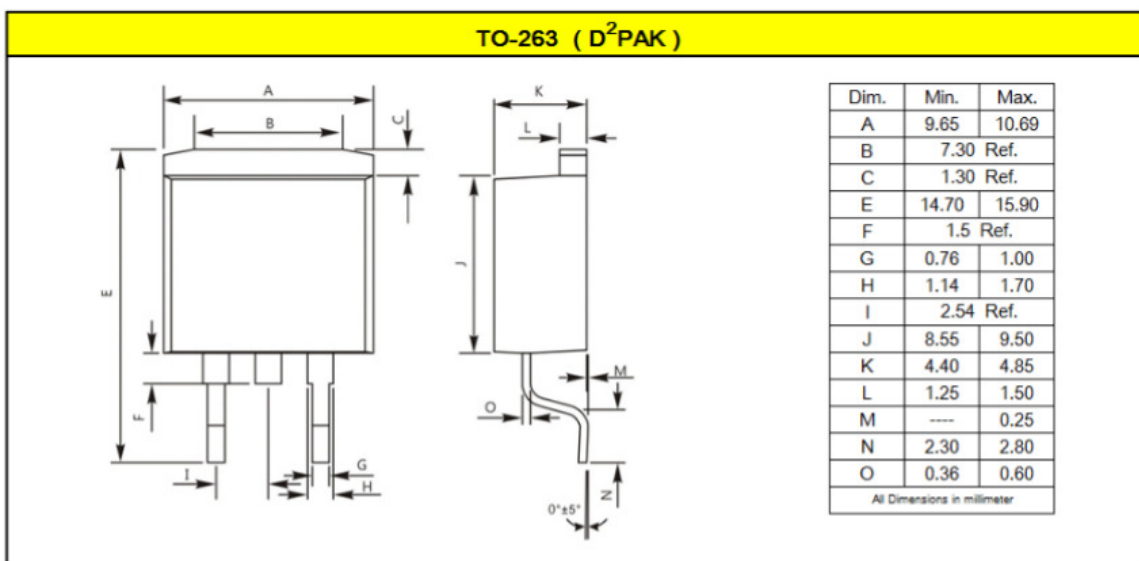 TO-263 ( D²PAK )
A
B
C
E
F
I
G
H
K
L
J
M
O
N
0°±5°
Dim. Min. Max.
A 9.65 10.69
B 7.30 Ref.
C 1.30 Ref.
E 14.70 15.90
F 1.5 Ref.
G 0.76 1.00
H 1.14 1.70
I 2.54 Ref.
J 8.55 9.50
K 4.40 4.85
L 1.25 1.50
M ---- 0.25
N 2.30 2.80
O 0.36 0.60
All Dimensions in millimeter